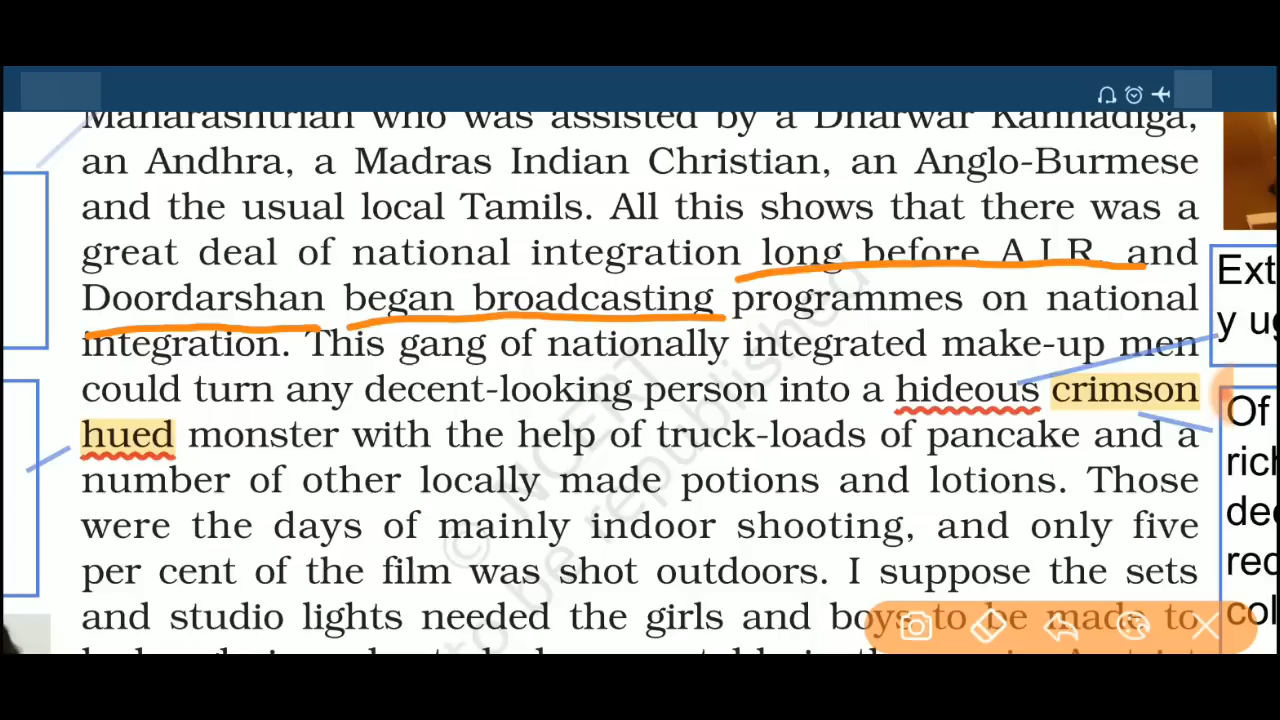 Maharashtrian who was assisted by a Dharwar Kannadiga,
an Andhra, a Madras Indian Christian, an Anglo-Burmese
and the usual local Tamils. All this shows that there was a
great deal of national integration long before A.I.R. and
Doordarshan began broadcasting programmes on national
integration. This gang of nationally integrated make-up men
could turn any decent-looking person into a hideous crimson
hued monster with the help of truck-loads of pancake and a
number of other locally made potions and lotions. Those
were the days of mainly indoor shooting, and only five
per cent of the film was shot outdoors. I suppose the sets
and studio lights needed the girls and boys to be made to
Ext
y ug
Of
rich
dee
red
col
© NCERT
to be republished